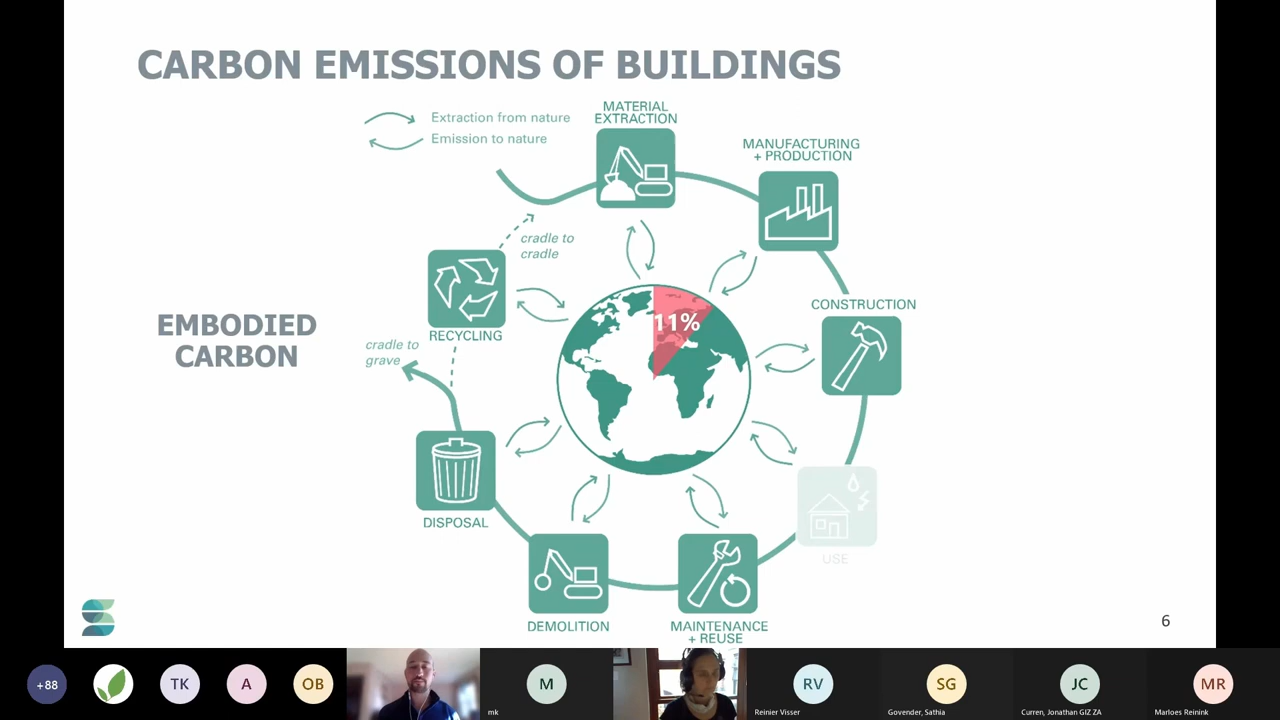 CARBON EMISSIONS OF BUILDINGS
Extraction from nature
Emission to nature
MATERIAL
EXTRACTION
MANUFACTURING
+ PRODUCTION
cradle to
cradle
CONSTRUCTION
EMBODIED
CARBON
11%
RECYCLING
cradle to
grave
DISPOSAL
USE
DEMOLITION
MAINTENANCE
+ REUSE
6
+88
TK
A
OB
M
mk
RV
Reinier Visser
SG
Govender, Sathia
JC
Curren, Jonathan GIZ ZA
MR
Marloes Reinink